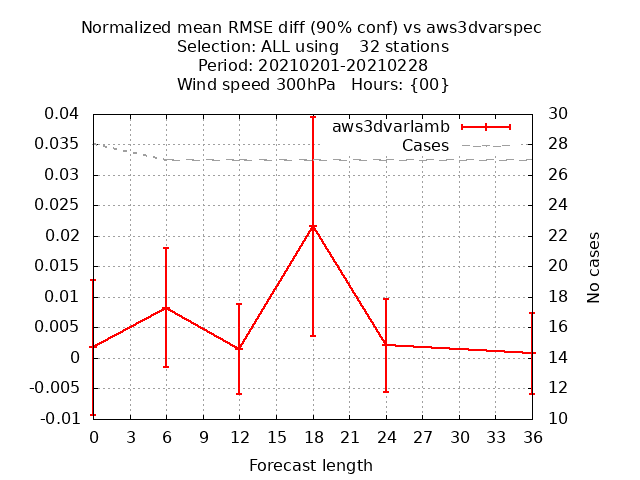 Normalized mean RMSE diff (90% conf) vs aws3dvarspec
Selection: ALL using 32 stations
Period: 20210201-20210228
Wind speed 300hPa Hours: {00}
aws3dvarlamb
Cases
0.04
0.035
0.03
0.025
0.02
0.015
0.01
0.005
0
-0.005
-0.01
30
28
26
24
22
20
18
16
14
12
10
No cases
0 3 6 9 12 15 18 21 24 27 30 33 36
Forecast length